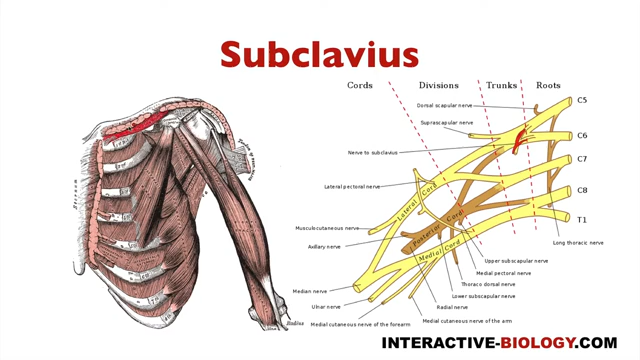 Subclavius
Cords
Divisions
Trunks
Roots
Dorsal scapular nerve
C5
Suprascapular nerve
C6
Nerve to subclavius
C7
Lateral pectoral nerve
Lateral Cord
C8
Posterior Cord
T1
Musculocutaneous nerve
Axillary nerve
Medial Cord
Long thoracic nerve
Upper subscapular nerve
Medial pectoral nerve
Thoraco dorsal nerve
Median nerve
Lower subscapular nerve
Ulnar nerve
Radial nerve
Medial cutaneous nerve of the forearm
Medial cutaneous nerve of the arm
Sternum
Radius
INTERACTIVE-BIOLOGY.COM